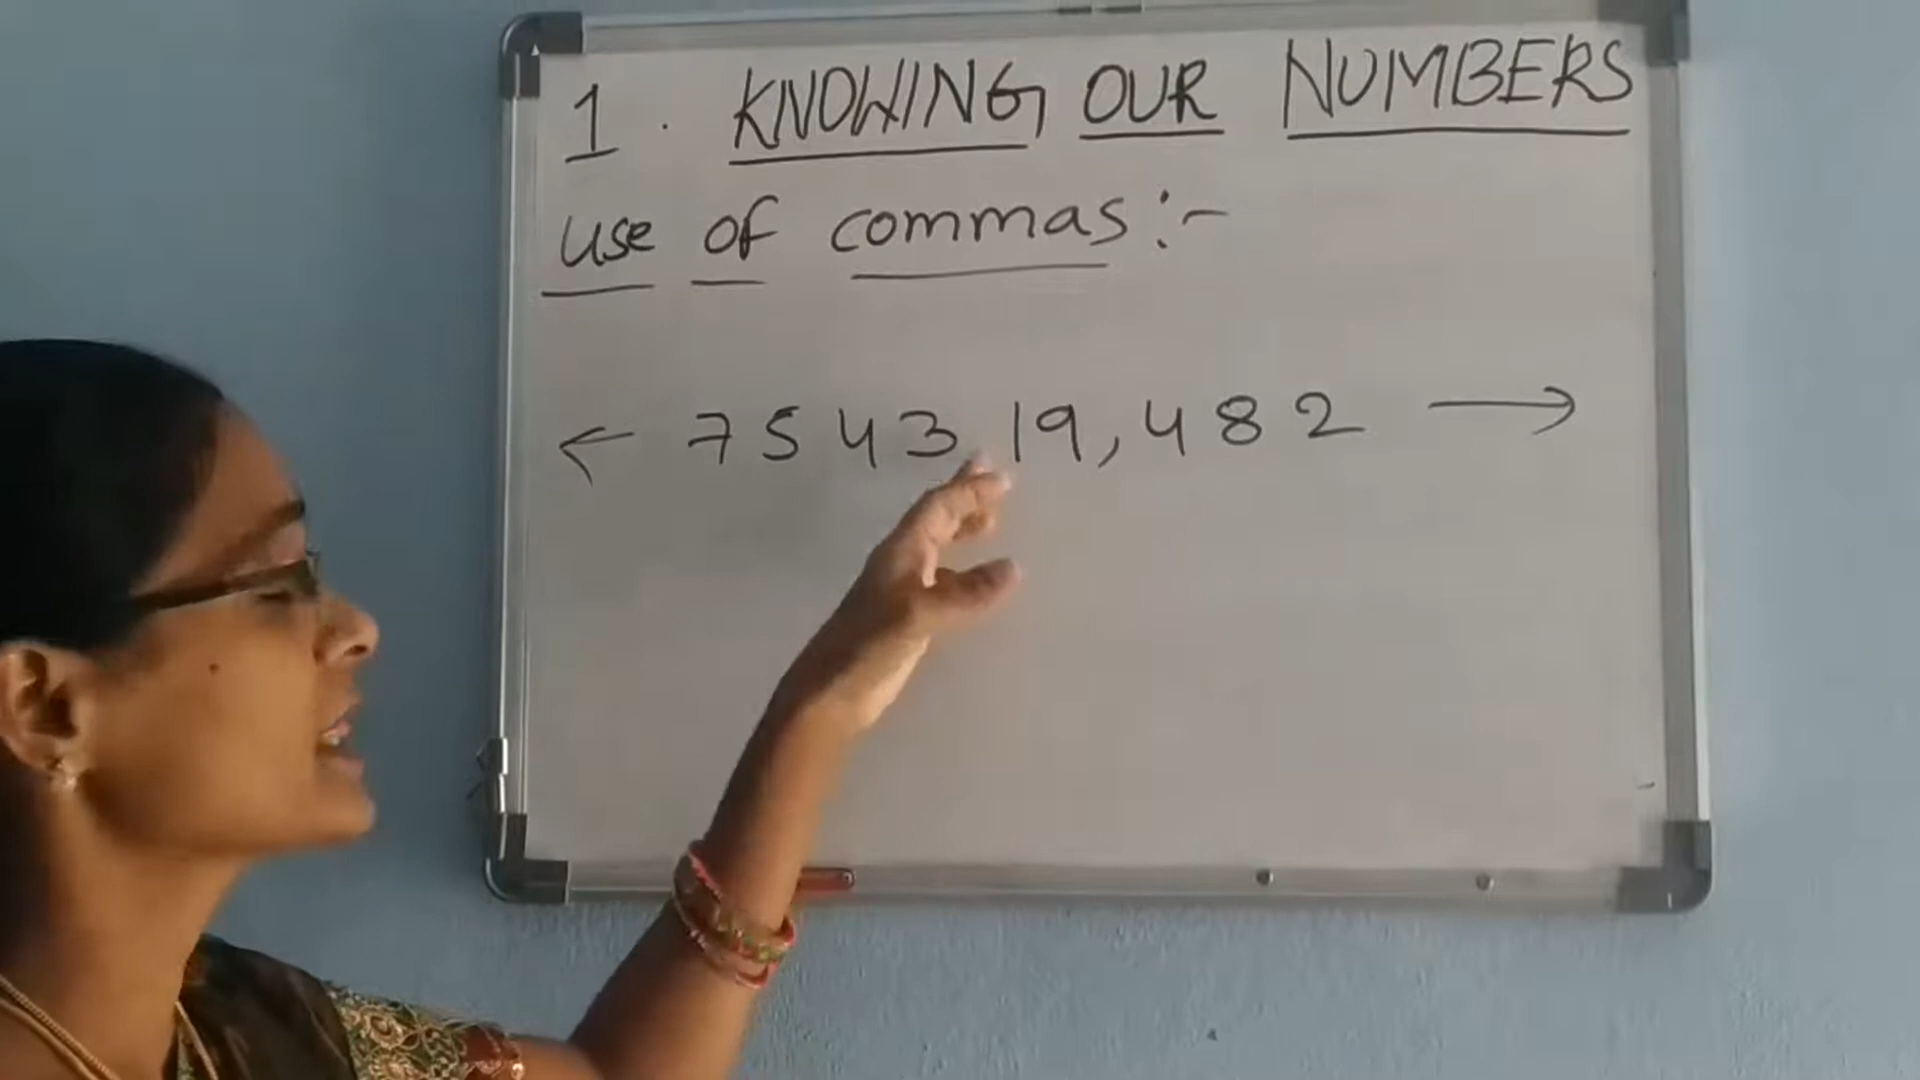 1. KNOWING OUR NUMBERS
use of commas:-
← 7543 19,482 →